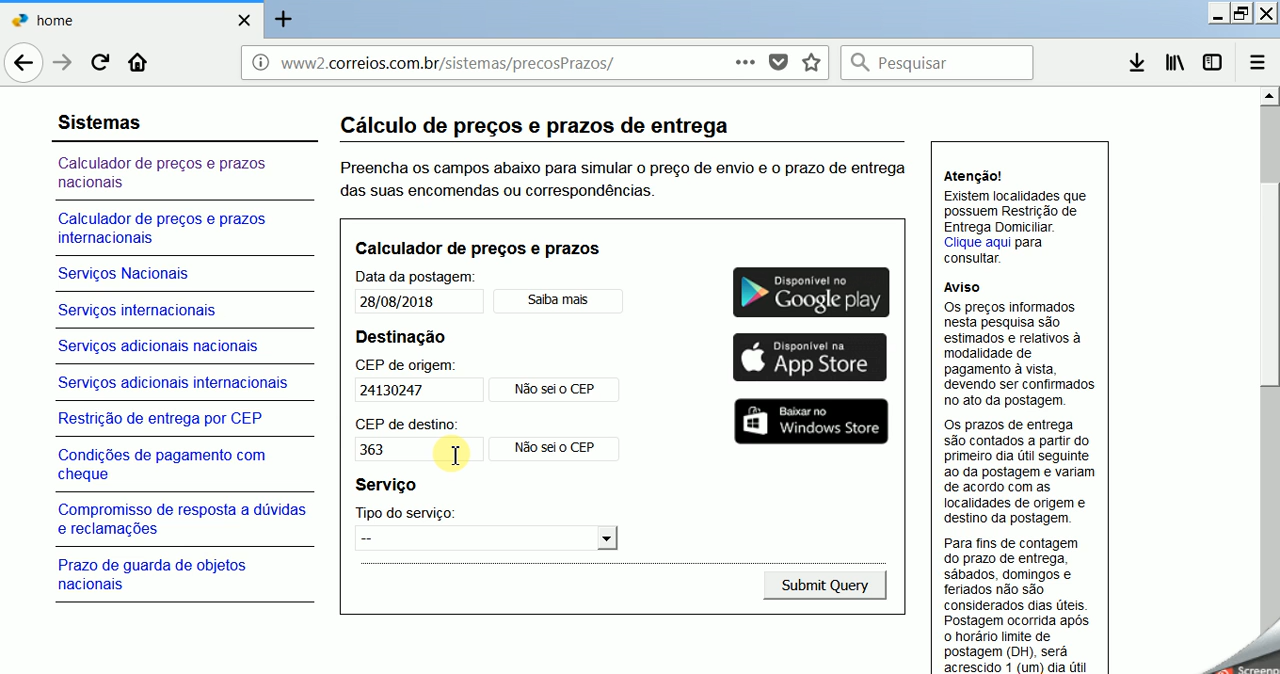 home
www2.correios.com.br/sistemas/precosPrazos/
Pesquisar
Sistemas
Calculador de preços e prazos
nacionais
Calculador de preços e prazos
internacionais
Serviços Nacionais
Serviços internacionais
Serviços adicionais nacionais
Serviços adicionais internacionais
Restrição de entrega por CEP
Condições de pagamento com
cheque
Compromisso de resposta a dúvidas
e reclamações
Prazo de guarda de objetos
nacionais
Cálculo de preços e prazos de entrega
Preencha os campos abaixo para simular o preço de envio e o prazo de entrega
das suas encomendas ou correspondências.
Calculador de preços e prazos
Data da postagem:
28/08/2018
Saiba mais
Destinação
CEP de origem:
24130247
Não sei o CEP
CEP de destino:
363
Não sei o CEP
Serviço
Tipo do serviço:
--
Submit Query
Disponível no
Google play
Disponível na
App Store
Baixar no
Windows Store
Atenção!
Existem localidades que
possuem Restrição de
Entrega Domiciliar.
Clique aqui para
consultar.
Aviso
Os preços informados
nesta pesquisa são
estimados e relativos à
modalidade de
pagamento à vista,
devendo ser confirmados
no ato da postagem.
Os prazos de entrega
são contados a partir do
primeiro dia útil seguinte
ao da postagem e variam
de acordo com as
localidades de origem e
destino da postagem.
Para fins de contagem
do prazo de entrega,
sábados, domingos e
feriados não são
considerados dias úteis.
Postagem ocorrida após
o horário limite de
postagem (DH), será
acrescido 1 (um) dia útil